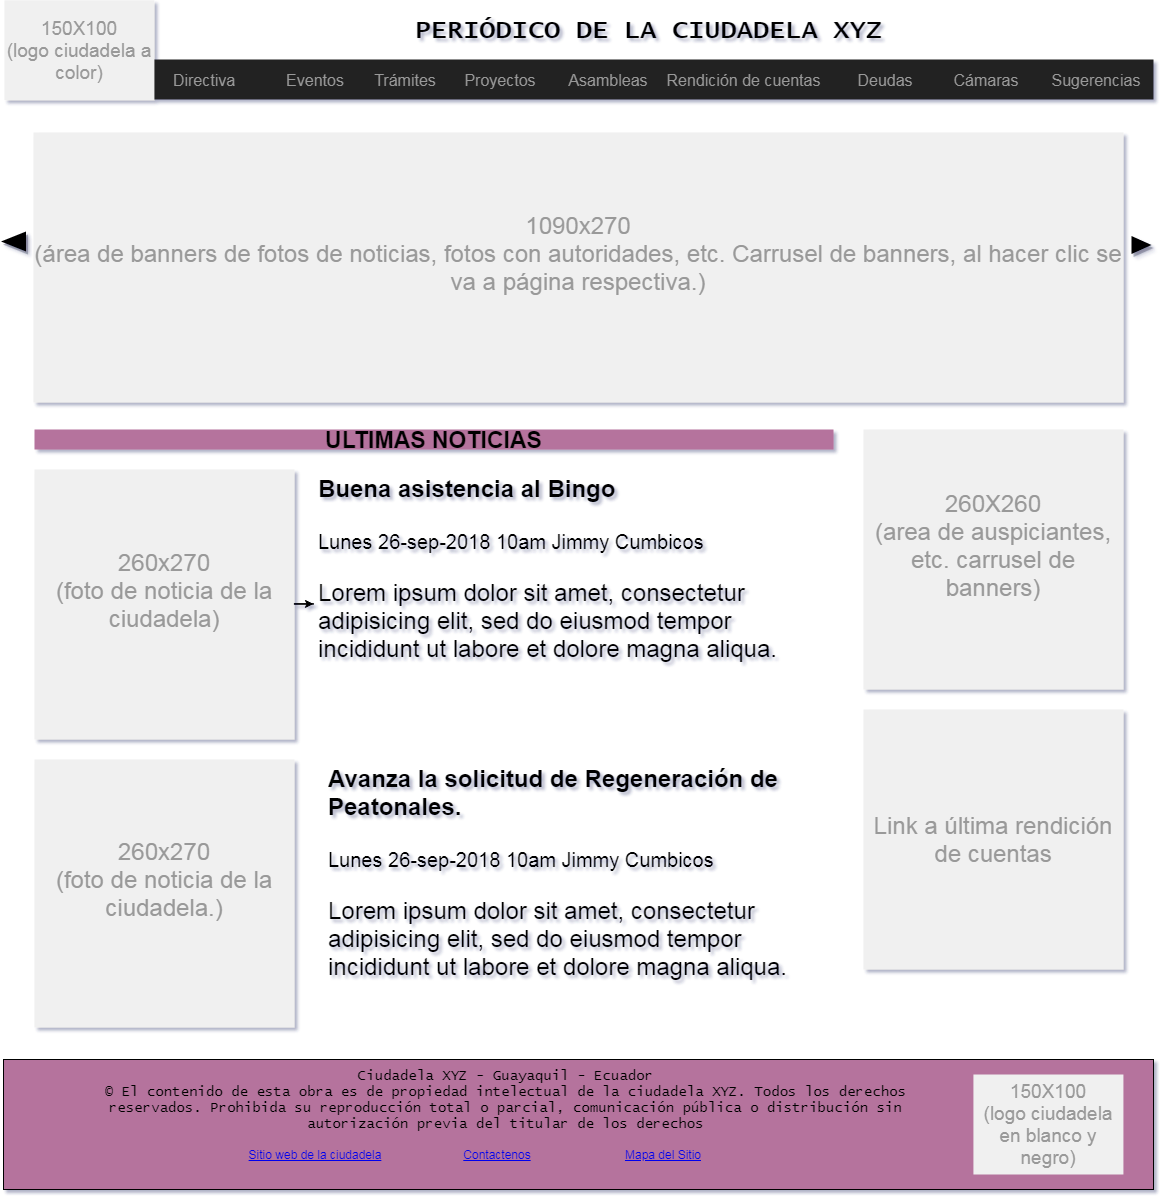 150X100
(logo ciudadela a
color)
PERIÓDICO DE LA CIUDADELA XYZ
Directiva Eventos Trámites Proyectos Asambleas Rendición de cuentas Deudas Cámaras Sugerencias
1090x270
(área de banners de fotos de noticias, fotos con autoridades, etc. Carrusel de banners, al hacer clic se
va a página respectiva.)
ULTIMAS NOTICIAS
260x270
(foto de noticia de la
ciudadela)
Buena asistencia al Bingo
Lunes 26-sep-2018 10am Jimmy Cumbicos
Lorem ipsum dolor sit amet, consectetur
adipisicing elit, sed do eiusmod tempor
incididunt ut labore et dolore magna aliqua.
260X260
(area de auspiciantes,
etc. carrusel de
banners)
260x270
(foto de noticia de la
ciudadela.)
Avanza la solicitud de Regeneración de
Peatonales.
Lunes 26-sep-2018 10am Jimmy Cumbicos
Lorem ipsum dolor sit amet, consectetur
adipisicing elit, sed do eiusmod tempor
incididunt ut labore et dolore magna aliqua.
Link a última rendición
de cuentas
Ciudadela XYZ - Guayaquil - Ecuador
© El contenido de esta obra es de propiedad intelectual de la ciudadela XYZ. Todos los derechos
reservados. Prohibida su reproducción total o parcial, comunicación pública o distribución sin
autorización previa del titular de los derechos
Sitio web de la ciudadela Contactenos Mapa del Sitio
150X100
(logo ciudadela
en blanco y
negro)